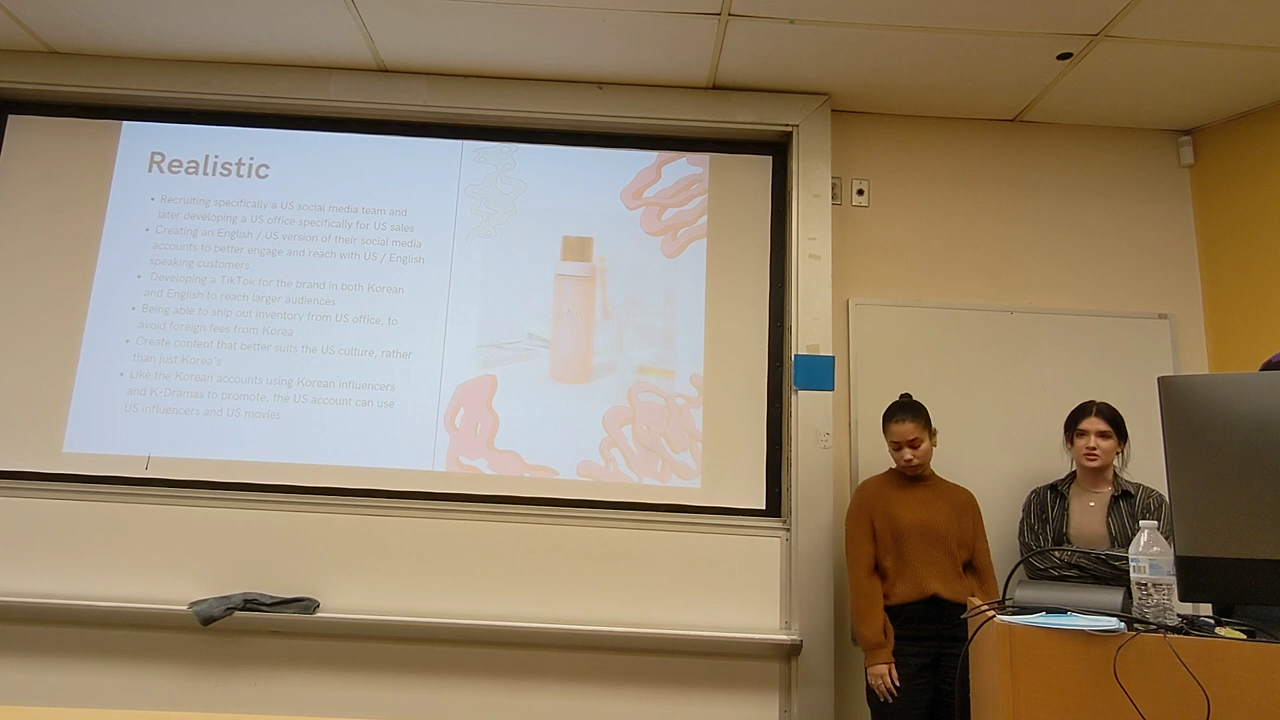 Realistic
• Recruiting specifically a US social media team and
later developing a US office specifically for US sales
• Creating an English / US version of their social media
accounts to better engage and reach with US / English
speaking customers
• Developing a TikTok for the brand in both Korean
and English to reach larger audiences
• Being able to ship out inventory from US office, to
avoid foreign fees from Korea
• Create content that better suits the US culture, rather
than just Korea's
• Like the Korean accounts using Korean influencers
and K-Dramas to promote, the US account can use
US influencers and US movies